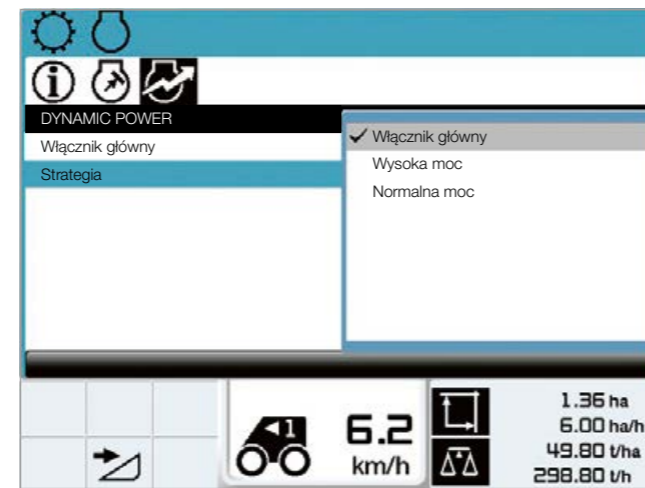 DYNAMIC POWER
Włącznik główny
Strategia
Włącznik główny
Wysoka moc
Normalna moc
1
6.2
km/h
1.36 ha
6.00 ha/h
49.80 t/ha
298.80 t/h